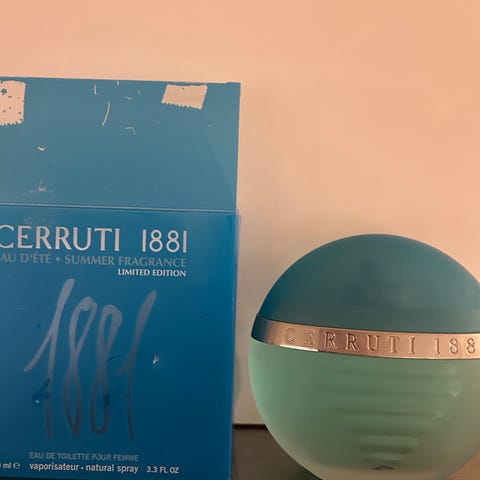 CERRUTI 1881
EAU D'ÉTÉ • SUMMER FRAGRANCE
LIMITED EDITION
1881
EAU DE TOILETTE POUR FEMME
ml e vaporisateur • natural spray 3.3 FL OZ
CERRUTI 188